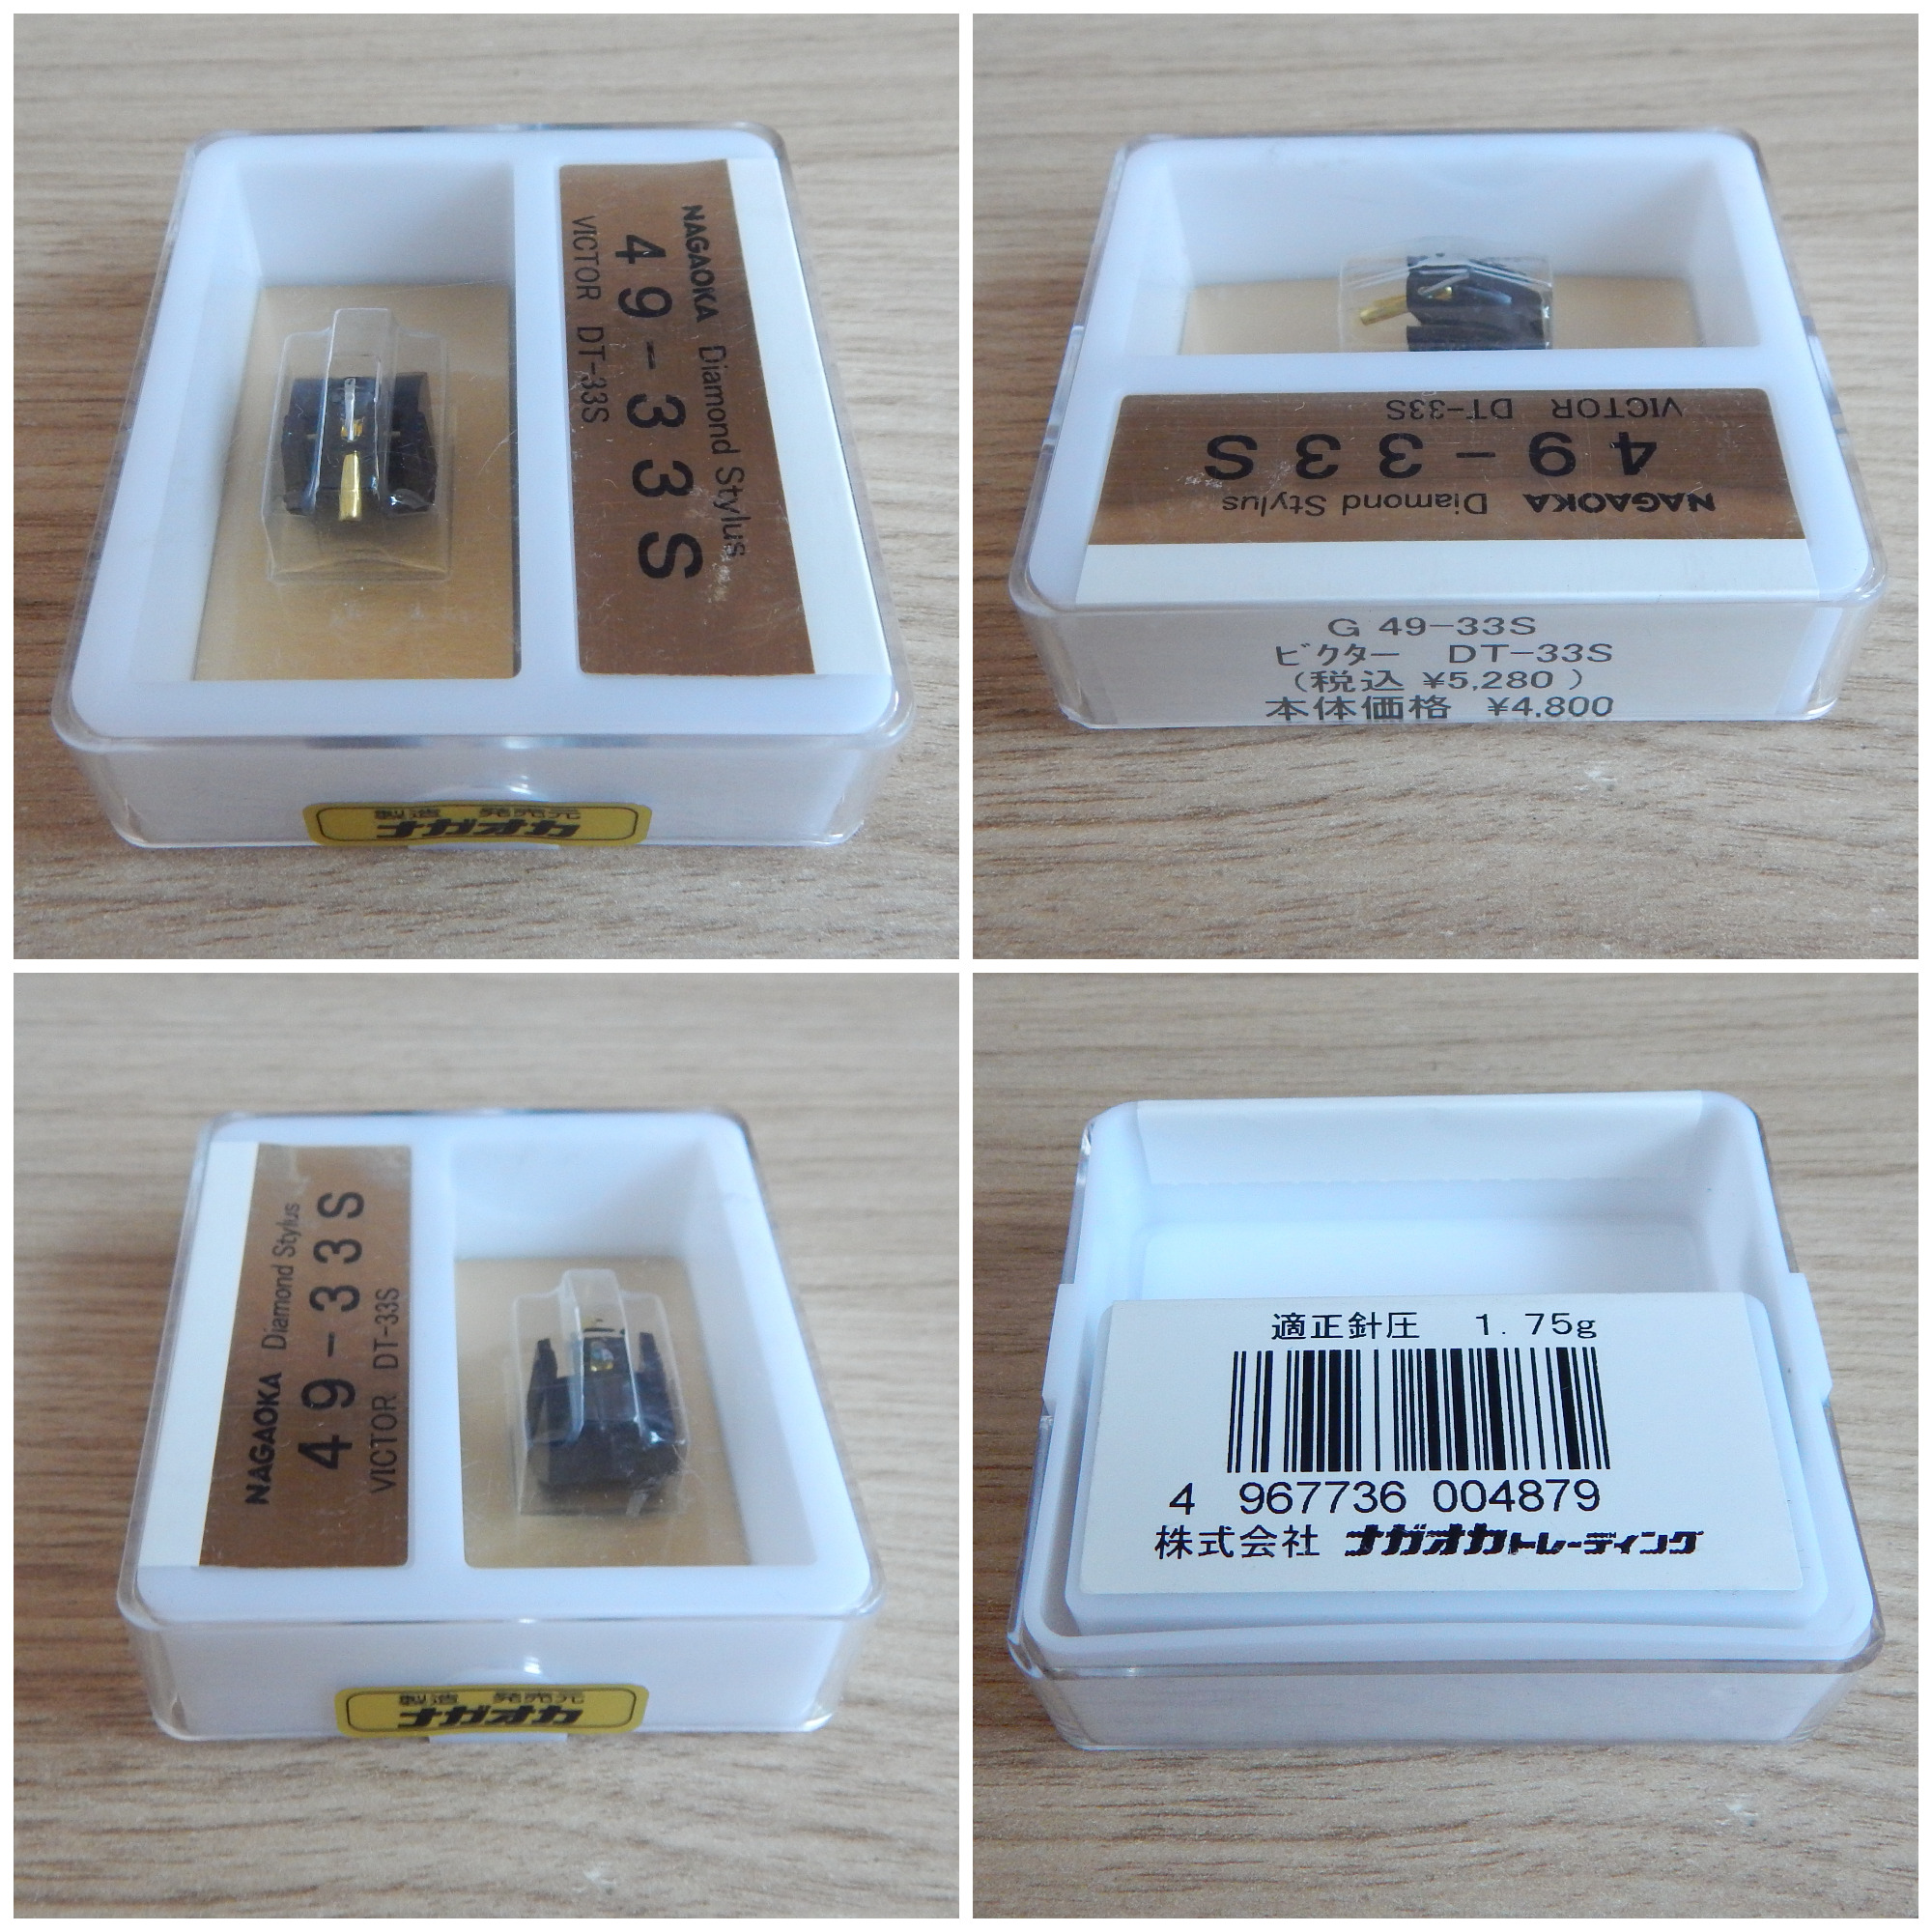 NAGAOKA Diamond Stylus
49-33S
VICTOR DT-33S
製造 発売元
ナガオカ
VICTOR DT-33S
49-33S
NAGAOKA Diamond Stylus
G 49-33S
ビクター DT-33S
(税込 ¥5,280 )
本体価格 ¥4,800
NAGAOKA Diamond Stylus
49-33S
VICTOR DT-33S
製造 発売元
ナガオカ
適正針圧 1.75g
4 967736 004879
株式会社 ナガオカトレーディング